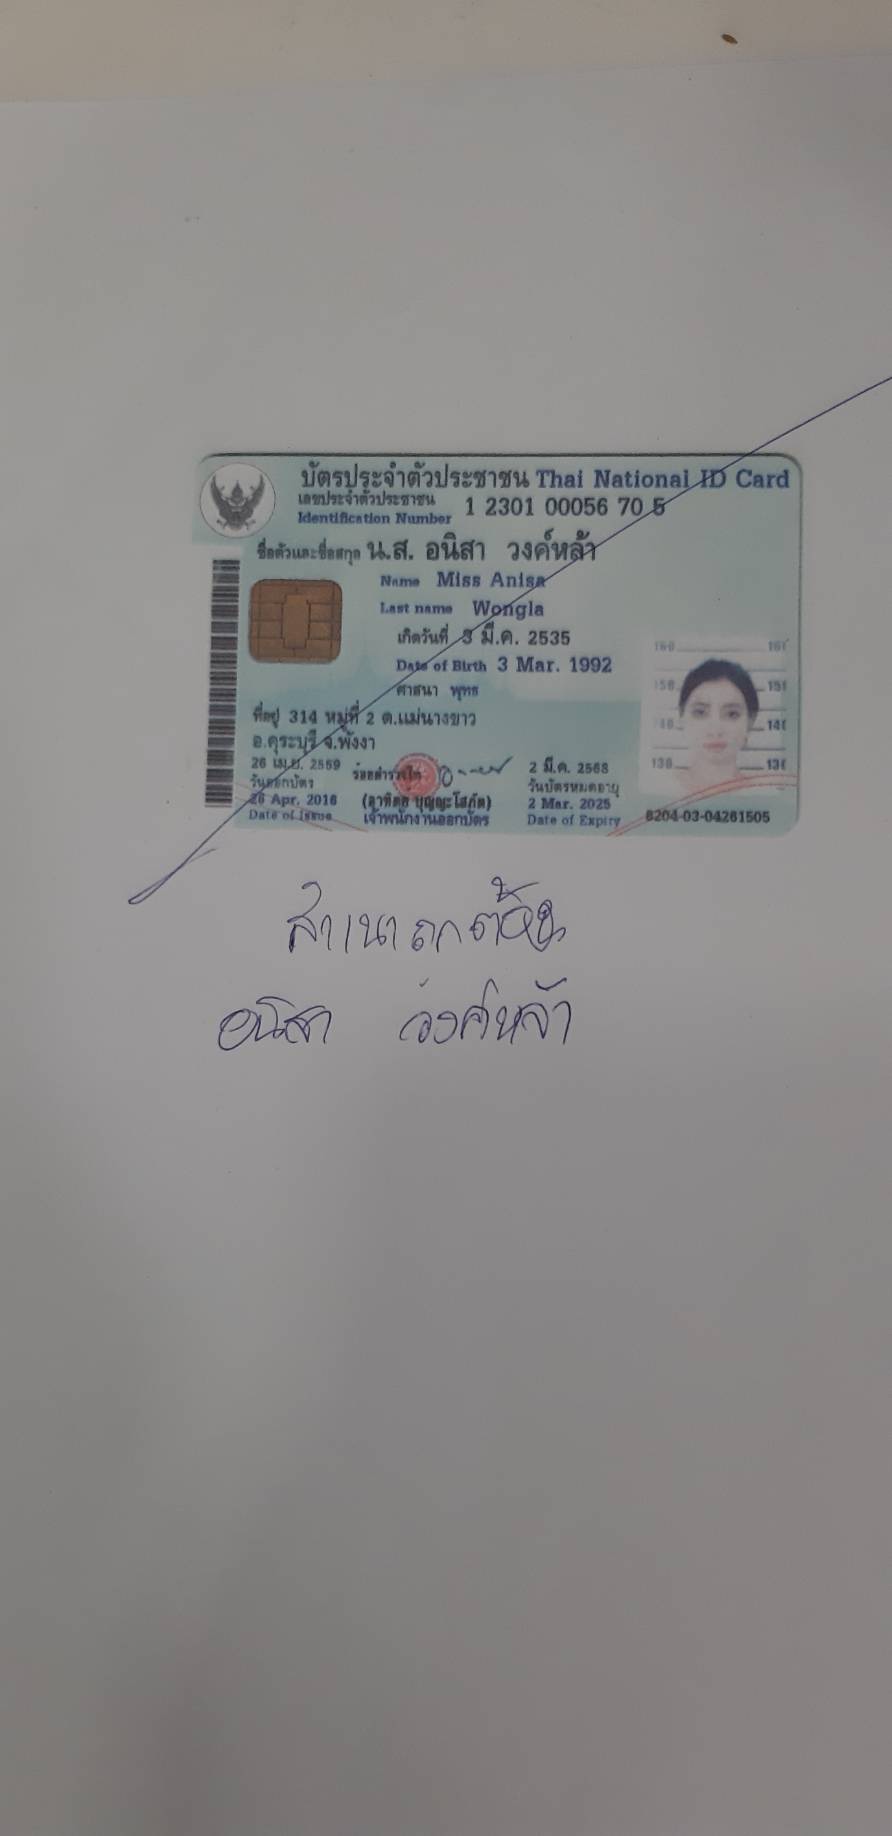 บัตรประจำตัวประชาชน Thai National ID Card
เลขประจำตัวประชาชน
Identification Number 1 2301 00056 70 5
ชื่อตัวและชื่อสกุล น.ส. อนิสา วงค์หล้า
Name Miss Anisa
Last name Wongla
เกิดวันที่ 3 มี.ค. 2535
Date of Birth 3 Mar. 1992
ศาสนา พุทธ
ที่อยู่ 314 หมู่ที่ 2 ต.แม่นางขาว
อ.คุระบุรี จ.พังงา
26 เม.ย. 2559
วันออกบัตร
26 Apr. 2016
Date of Issue
ร้อยตำรวจโท
(อาทิตย์ บุญญะโสภัต)
เจ้าพนักงานออกบัตร
2 มี.ค. 2568
วันบัตรหมดอายุ
2 Mar. 2025
Date of Expiry
160 160
150 150
140 140
130 130
8204-03-04261505
สำเนาถูกต้อง
อนิสา วงค์หล้า